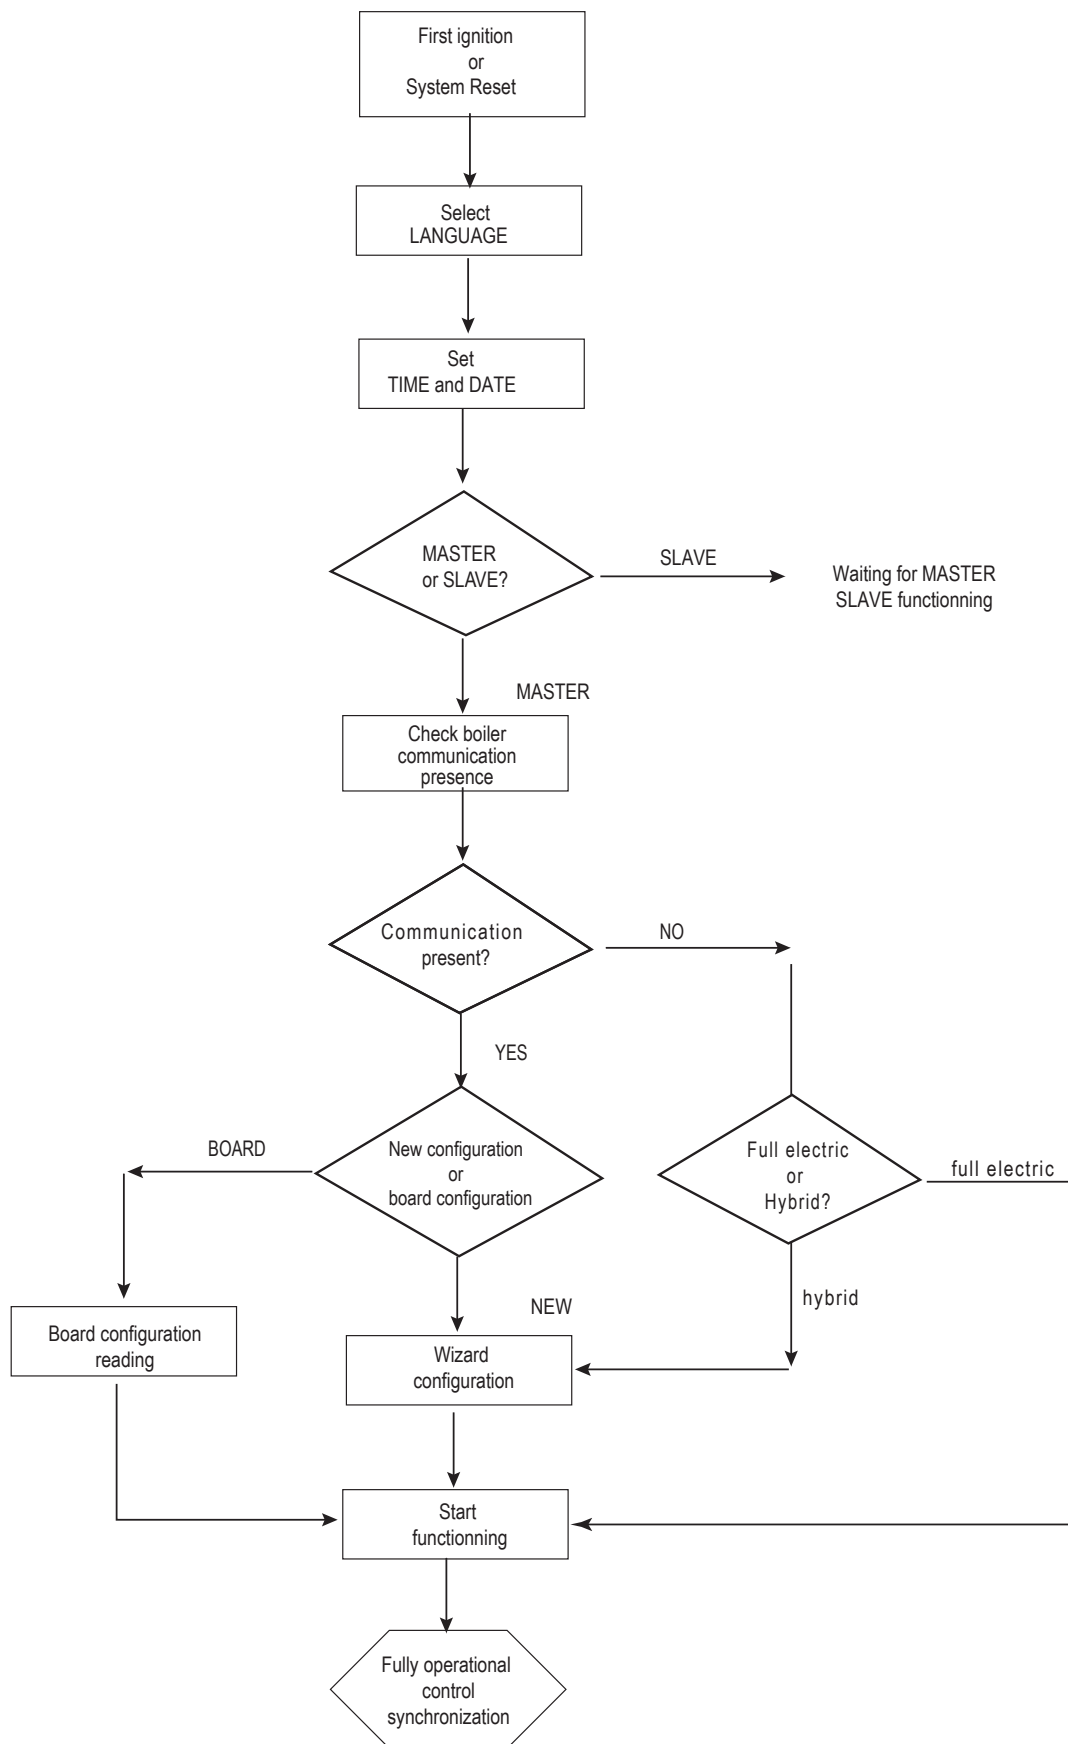 First ignition
or
System Reset
Select
LANGUAGE
Set
TIME and DATE
MASTER
or SLAVE?
SLAVE
Waiting for MASTER
SLAVE functionning
MASTER
Check boiler
communication
presence
Communication
present?
NO
YES
New configuration
or
board configuration
BOARD
Full electric
or
Hybrid?
full electric
hybrid
NEW
Board configuration
reading
Wizard
configuration
Start
functionning
Fully operational
control
synchronization